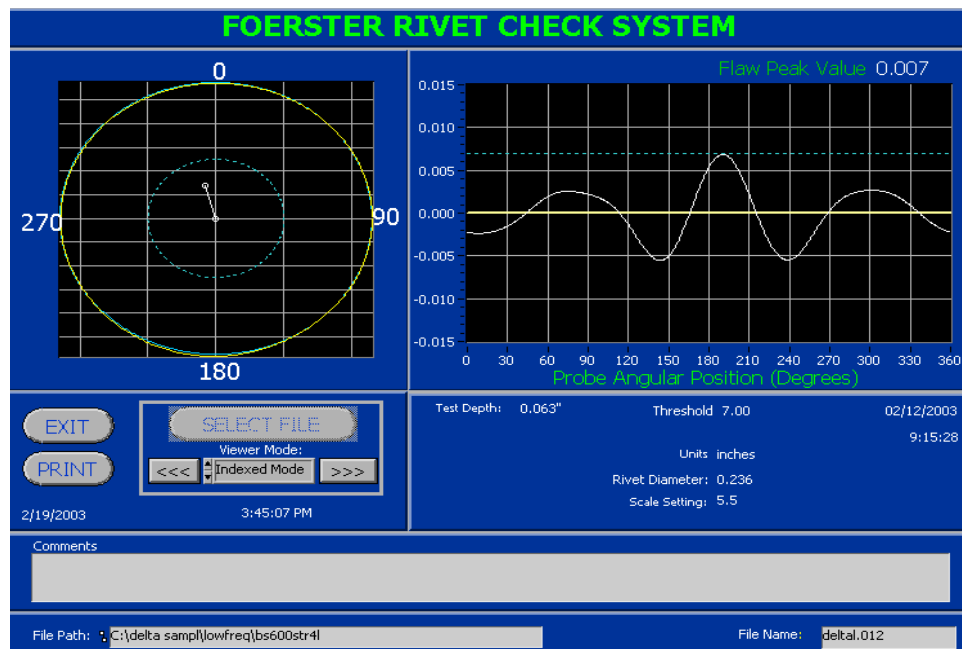 FOERSTER RIVET CHECK SYSTEM
0
270
90
180
Flaw Peak Value 0.007
0.015
0.010
0.005
0.000
-0.005
-0.010
-0.015
0 30 60 90 120 150 180 210 240 270 300 330 360
Probe Angular Position (Degrees)
EXIT
PRINT
SELECT FILE
Viewer Mode:
<<< Indexed Mode >>>
2/19/2003 3:45:07 PM
Test Depth: 0.063" Threshold 7.00 02/12/2003
9:15:28
Units inches
Rivet Diameter: 0.236
Scale Setting: 5.5
Comments
File Path: C:\delta sampl\lowfreq\bs600str4l File Name: deltal.012